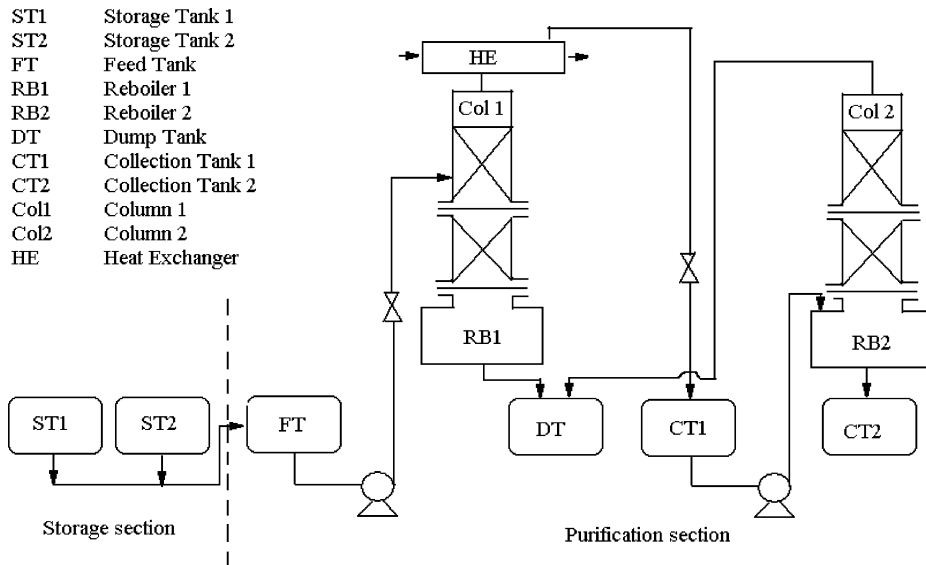 ST1 Storage Tank 1
ST2 Storage Tank 2
FT Feed Tank
RB1 Reboiler 1
RB2 Reboiler 2
DT Dump Tank
CT1 Collection Tank 1
CT2 Collection Tank 2
Col1 Column 1
Col2 Column 2
HE Heat Exchanger
HE
Col 1
Col 2
RB1
RB2
ST1
ST2
FT
DT
CT1
CT2
Storage section
Purification section